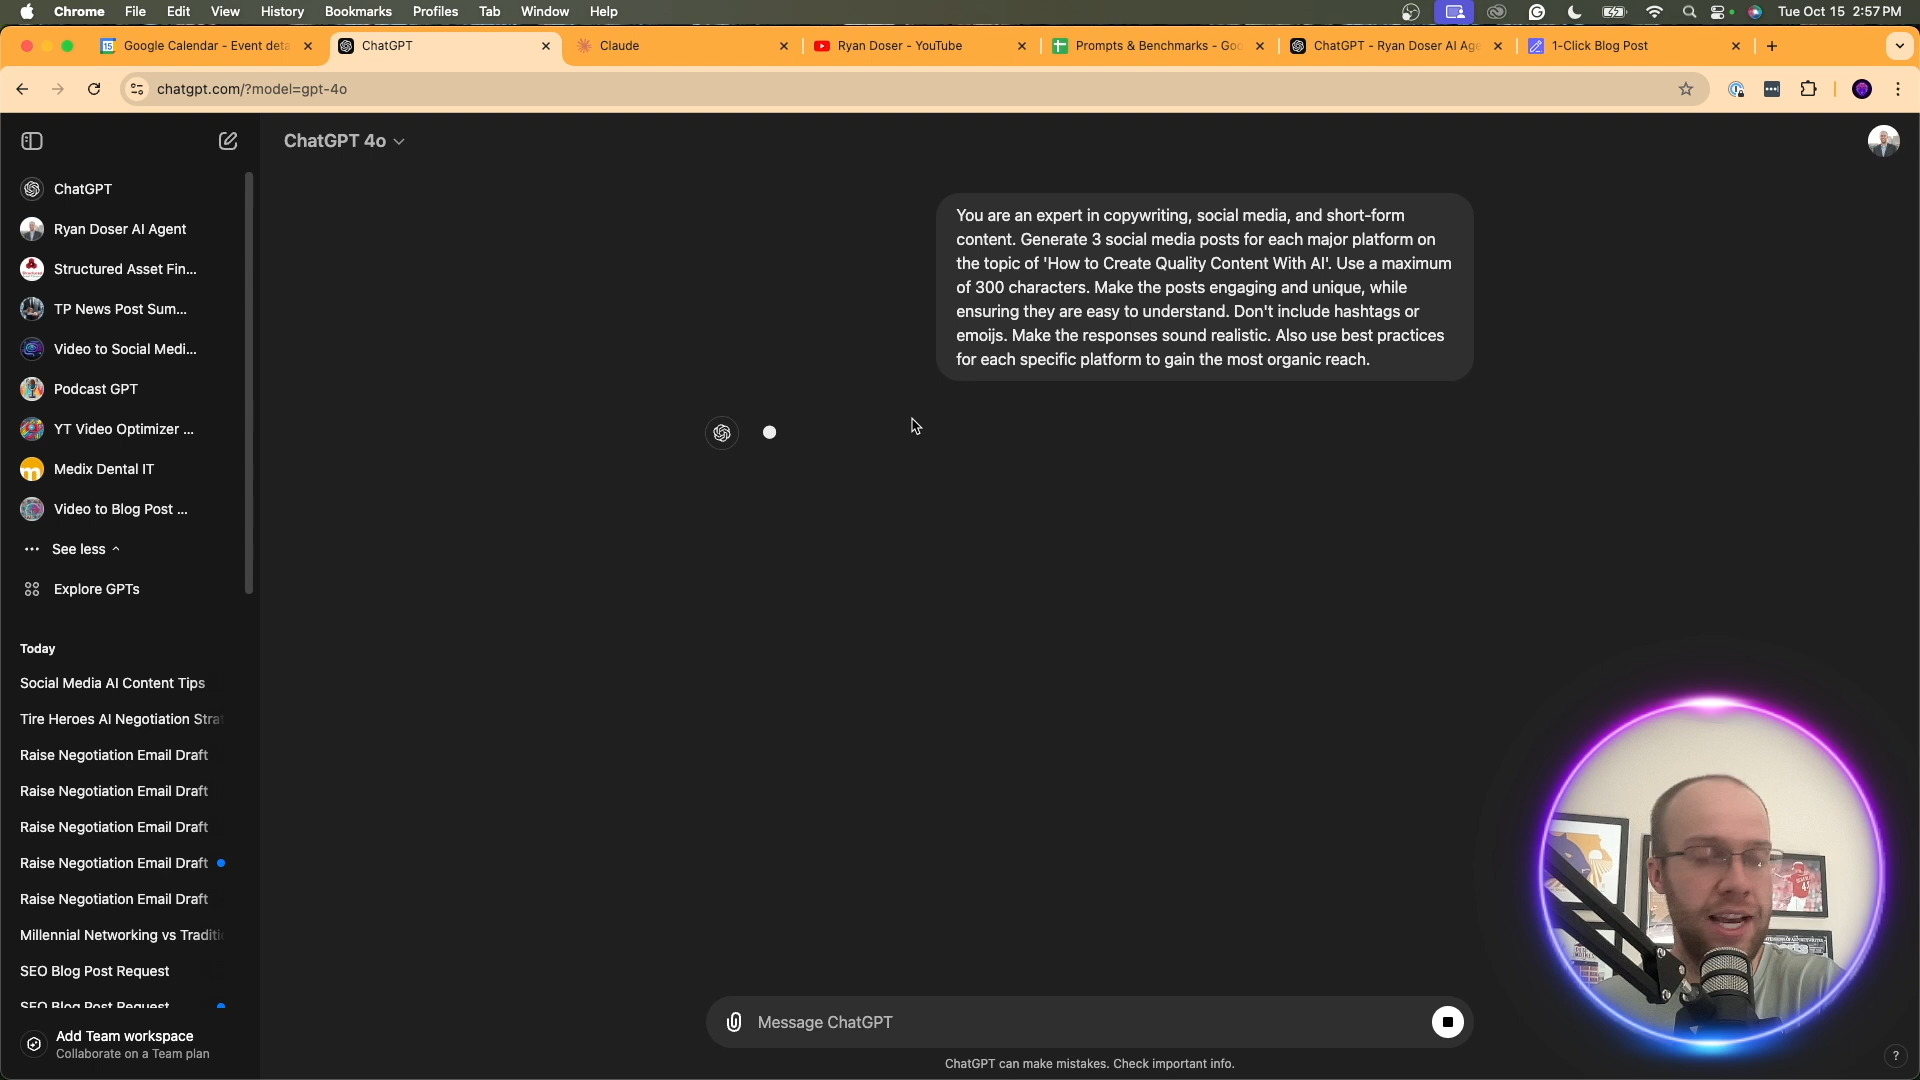 Chrome File Edit View History Bookmarks Profiles Tab Window Help Tue Oct 15 2:57 PM
15 Google Calendar - Event deta ChatGPT Claude Ryan Doser - YouTube Prompts & Benchmarks - Goo ChatGPT - Ryan Doser AI Age 1-Click Blog Post
chatgpt.com/?model=gpt-4o
ChatGPT 4o
ChatGPT
Ryan Doser AI Agent
Structured Asset Fin...
TP News Post Sum...
Video to Social Medi...
Podcast GPT
YT Video Optimizer ...
Medix Dental IT
Video to Blog Post ...
See less
Explore GPTs
Today
Social Media AI Content Tips
Tire Heroes AI Negotiation Strat
Raise Negotiation Email Draft
Raise Negotiation Email Draft
Raise Negotiation Email Draft
Raise Negotiation Email Draft
Raise Negotiation Email Draft
Millennial Networking vs Traditio
SEO Blog Post Request
SEO Blog Post Request
Add Team workspace
Collaborate on a Team plan
You are an expert in copywriting, social media, and short-form
content. Generate 3 social media posts for each major platform on
the topic of 'How to Create Quality Content With AI'. Use a maximum
of 300 characters. Make the posts engaging and unique, while
ensuring they are easy to understand. Don't include hashtags or
emoijs. Make the responses sound realistic. Also use best practices
for each specific platform to gain the most organic reach.
Message ChatGPT
ChatGPT can make mistakes. Check important info.
?